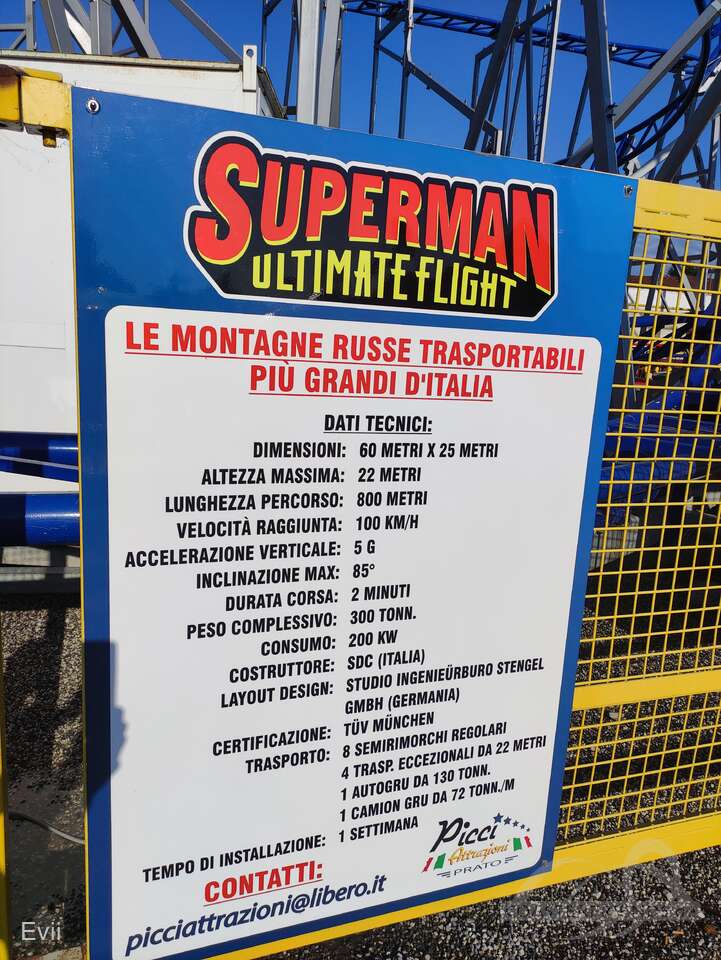 SUPERMAN
ULTIMATE FLIGHT
LE MONTAGNE RUSSE TRASPORTABILI
PIÙ GRANDI D'ITALIA
DATI TECNICI:
DIMENSIONI: 60 METRI X 25 METRI
ALTEZZA MASSIMA: 22 METRI
LUNGHEZZA PERCORSO: 800 METRI
VELOCITÀ RAGGIUNTA: 100 KM/H
ACCELERAZIONE VERTICALE: 5 G
INCLINAZIONE MAX: 85°
DURATA CORSA: 2 MINUTI
PESO COMPLESSIVO: 300 TONN.
CONSUMO: 200 KW
COSTRUTTORE: SDC (ITALIA)
LAYOUT DESIGN: STUDIO INGENIEÜRBURO STENGEL
GMBH (GERMANIA)
CERTIFICAZIONE: TÜV MÜNCHEN
TRASPORTO: 8 SEMIRIMORCHI REGOLARI
4 TRASP. ECCEZIONALI DA 22 METRI
1 AUTOGRU DA 130 TONN.
1 CAMION GRU DA 72 TONN./M
TEMPO DI INSTALLAZIONE: 1 SETTIMANA
CONTATTI:
picciattrazioni@libero.it
Picci
Attrazioni
PRATO
Evii